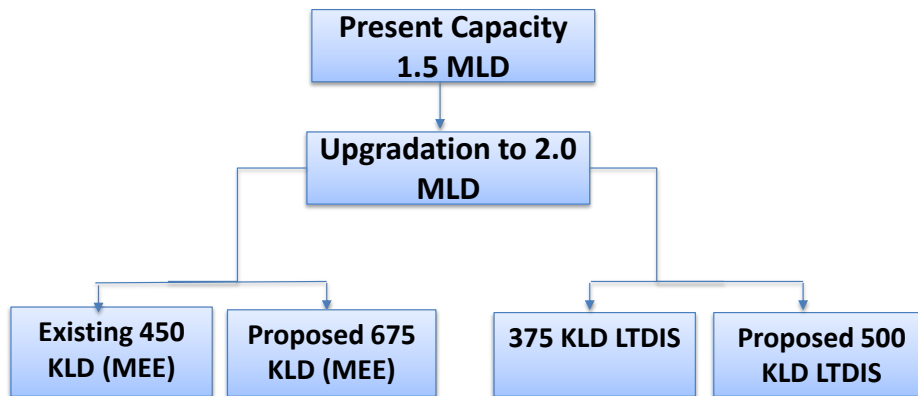 Present Capacity
1.5 MLD
Upgradation to 2.0
MLD
Existing 450
KLD (MEE)
Proposed 675
KLD (MEE)
375 KLD LTDIS
Proposed 500
KLD LTDIS